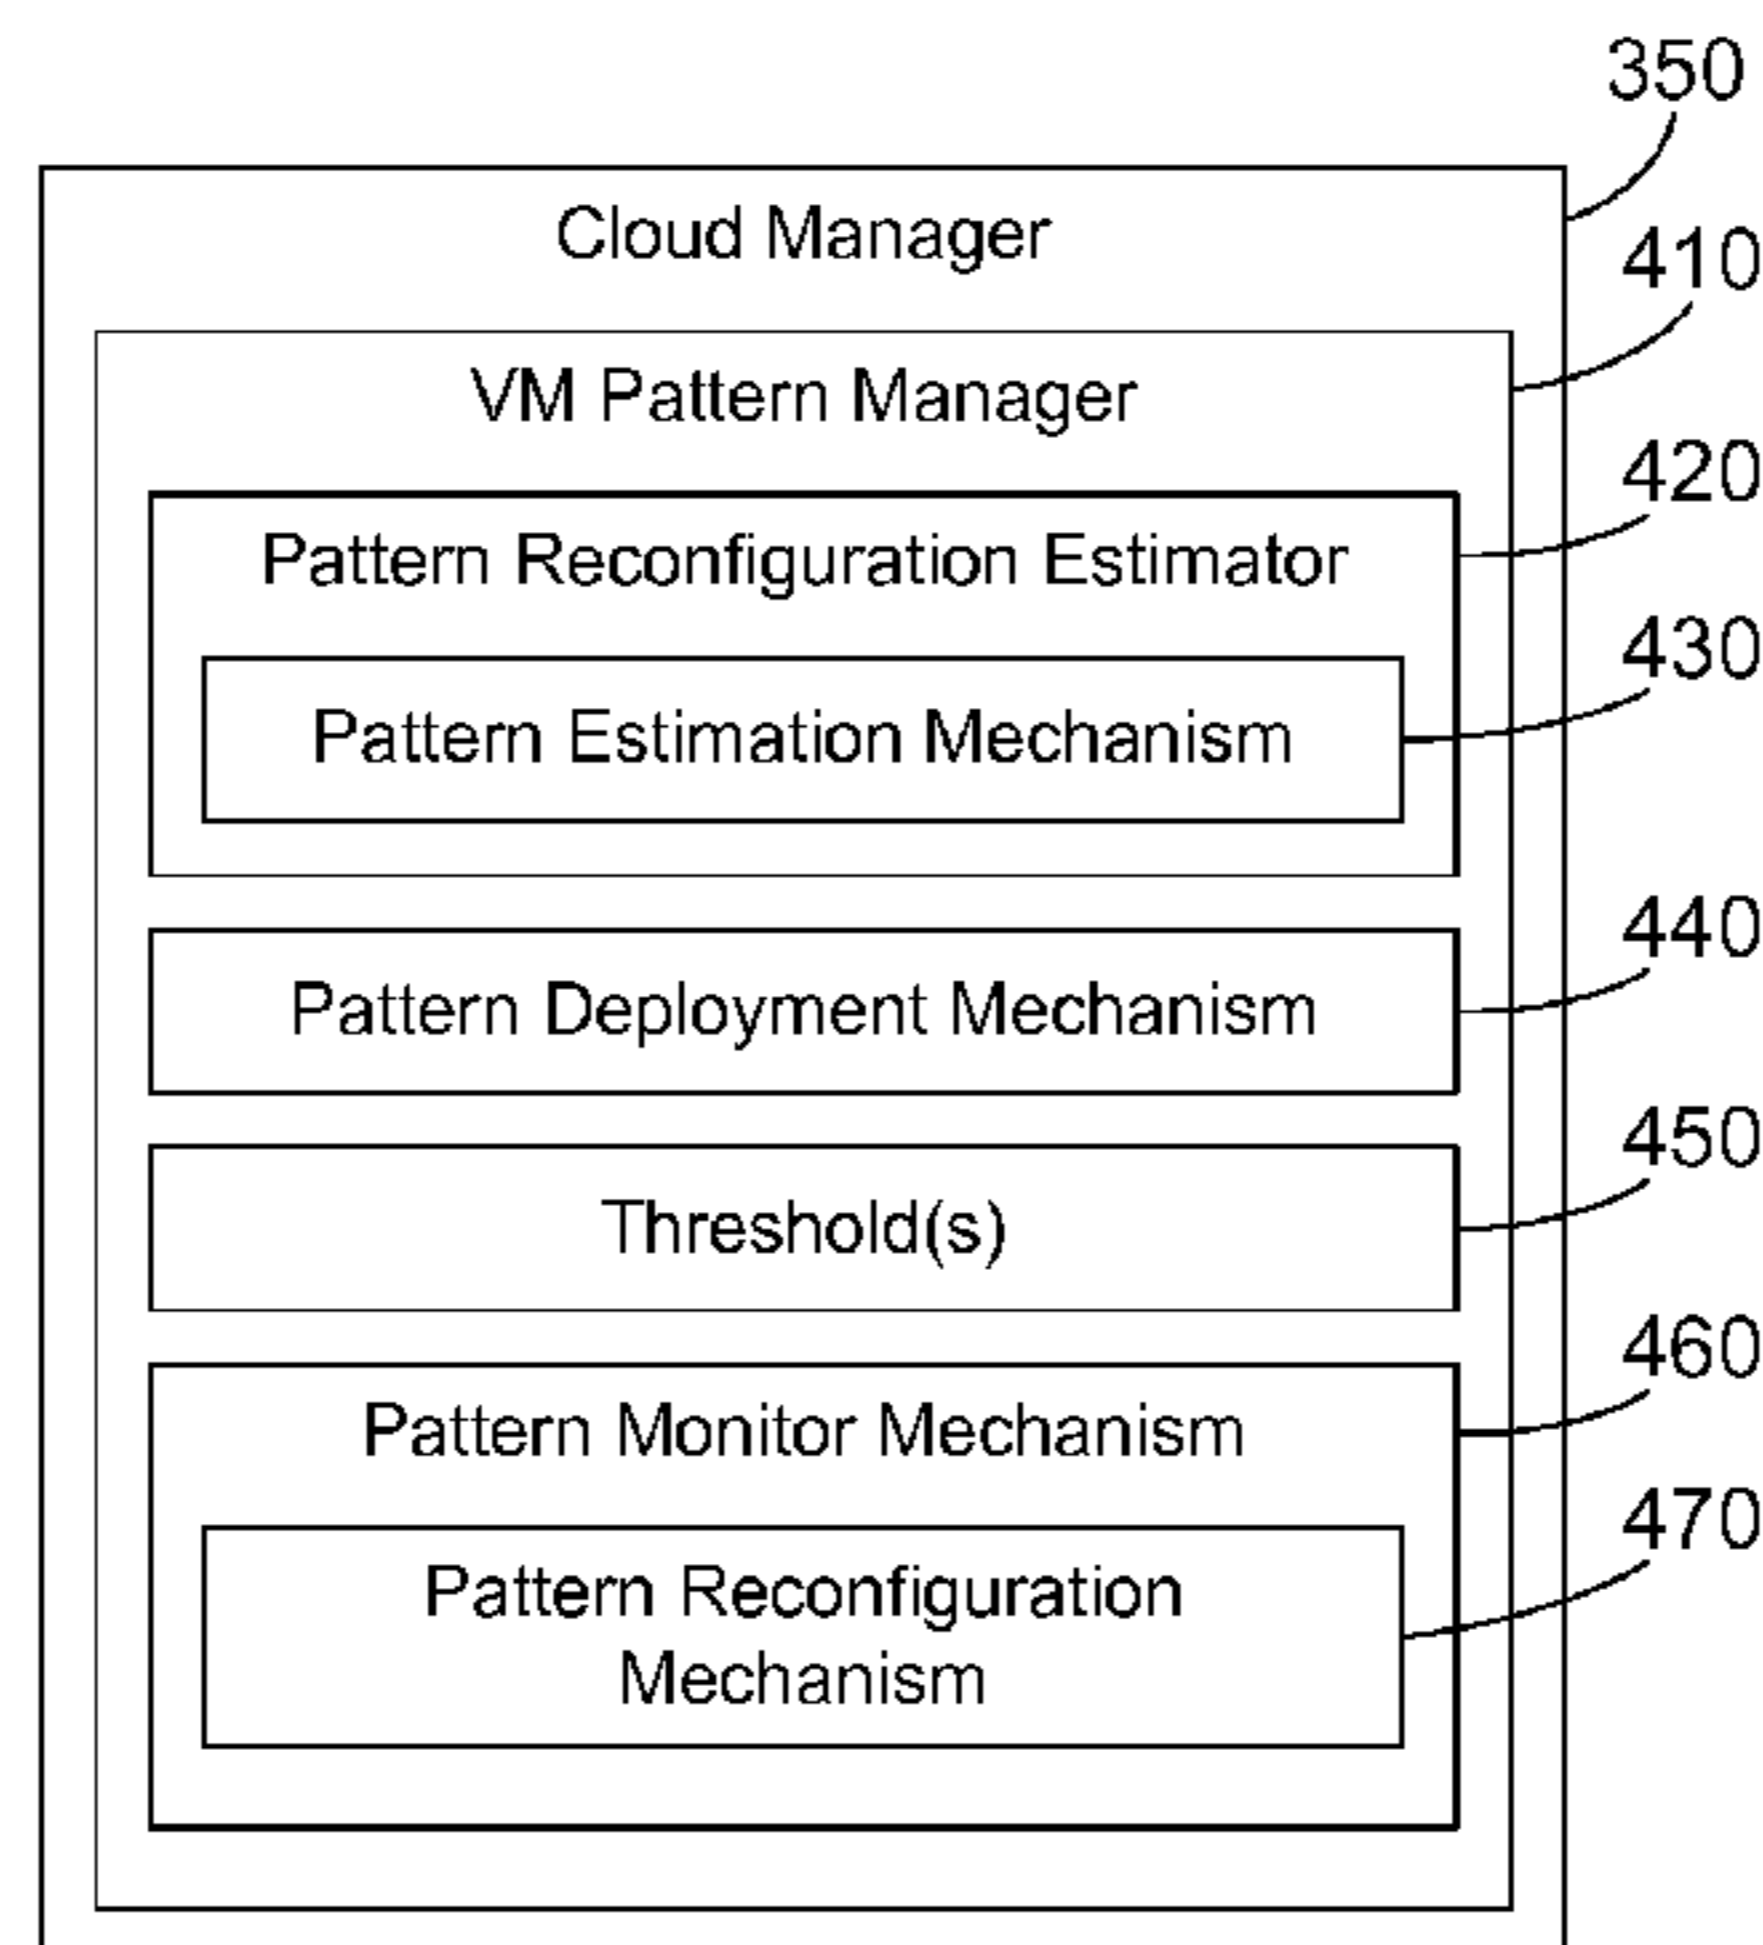 350
Cloud Manager
410
VM Pattern Manager
420
Pattern Reconfiguration Estimator
430
Pattern Estimation Mechanism
440
Pattern Deployment Mechanism
450
Threshold(s)
460
Pattern Monitor Mechanism
470
Pattern Reconfiguration
Mechanism